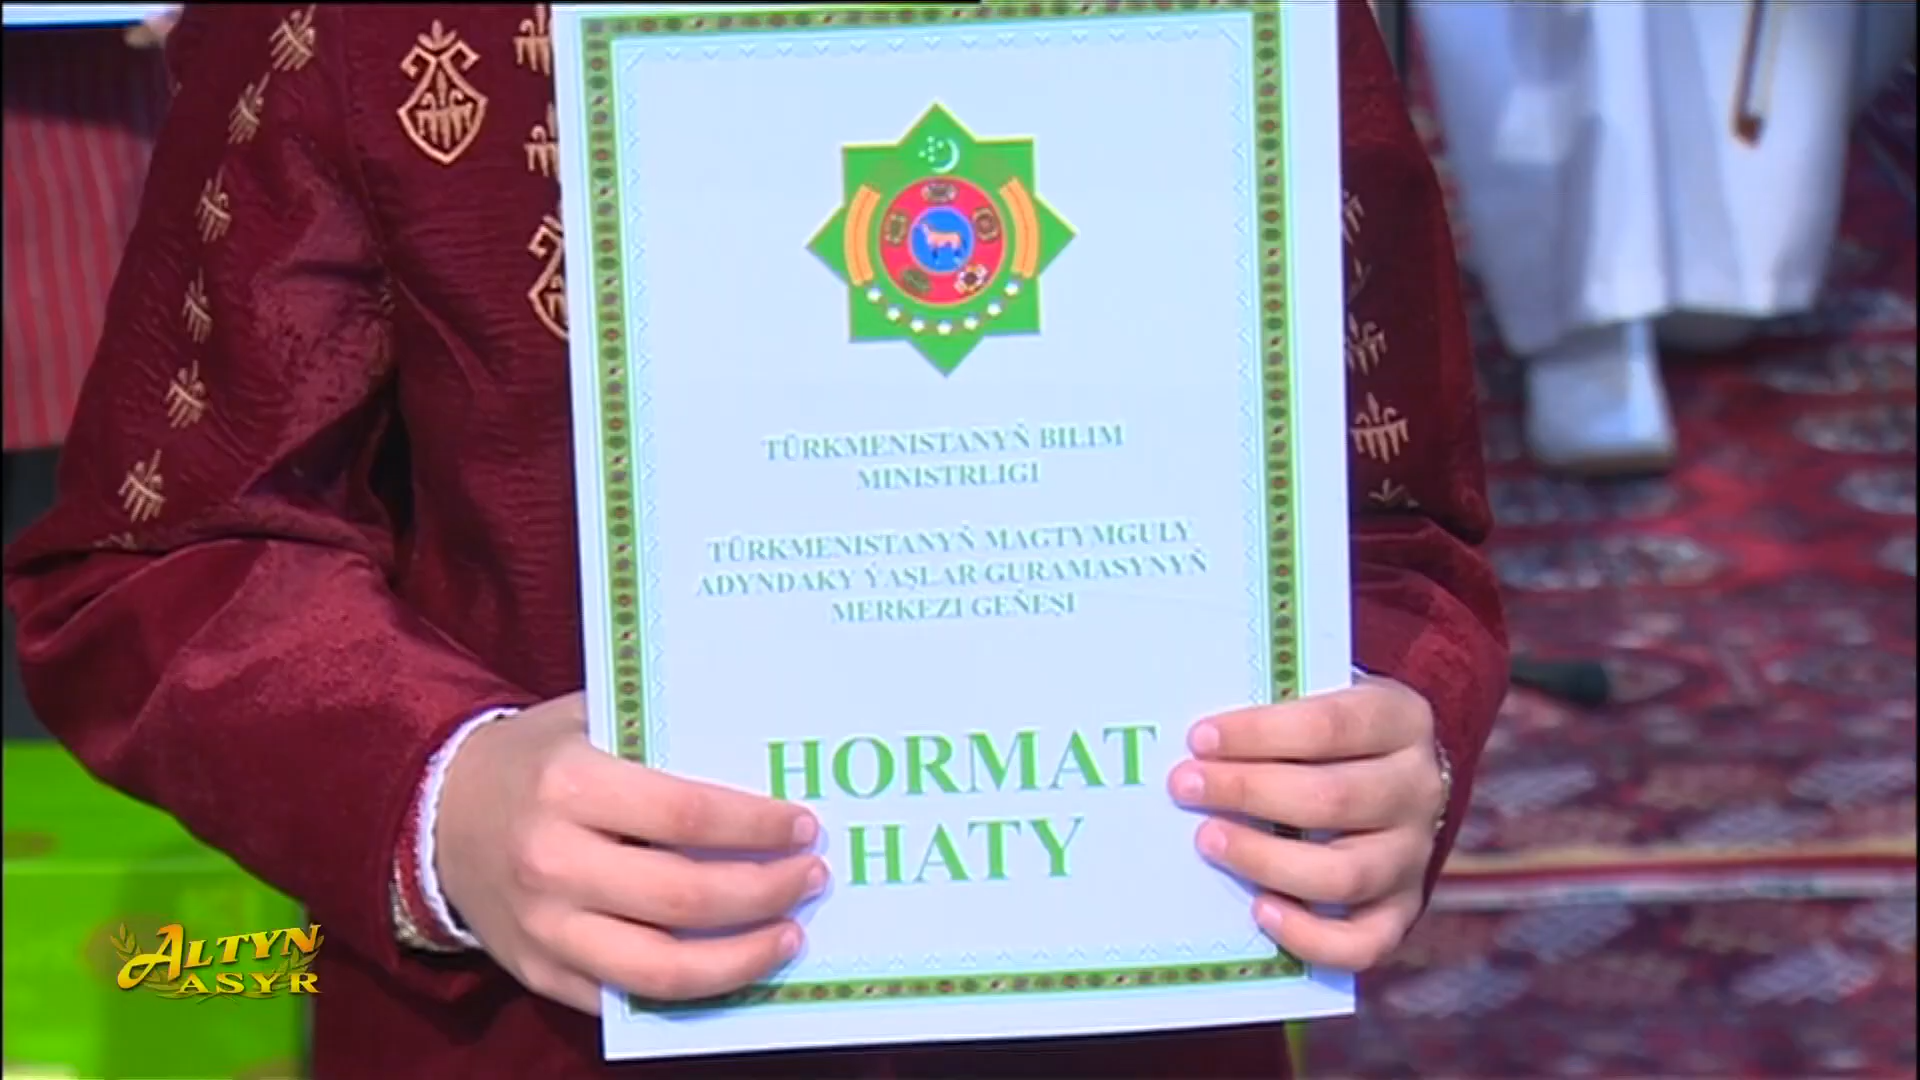 TÜRKMENISTANYŇ BILIM
MINISTRLIGI
TÜRKMENISTANYŇ MAGTYMGULY
ADYNDAKY ÝAŞLAR GURAMASYNYŇ
MERKEZI GEŇEŞI
HORMAT
HATY
ALTYN
ASYR